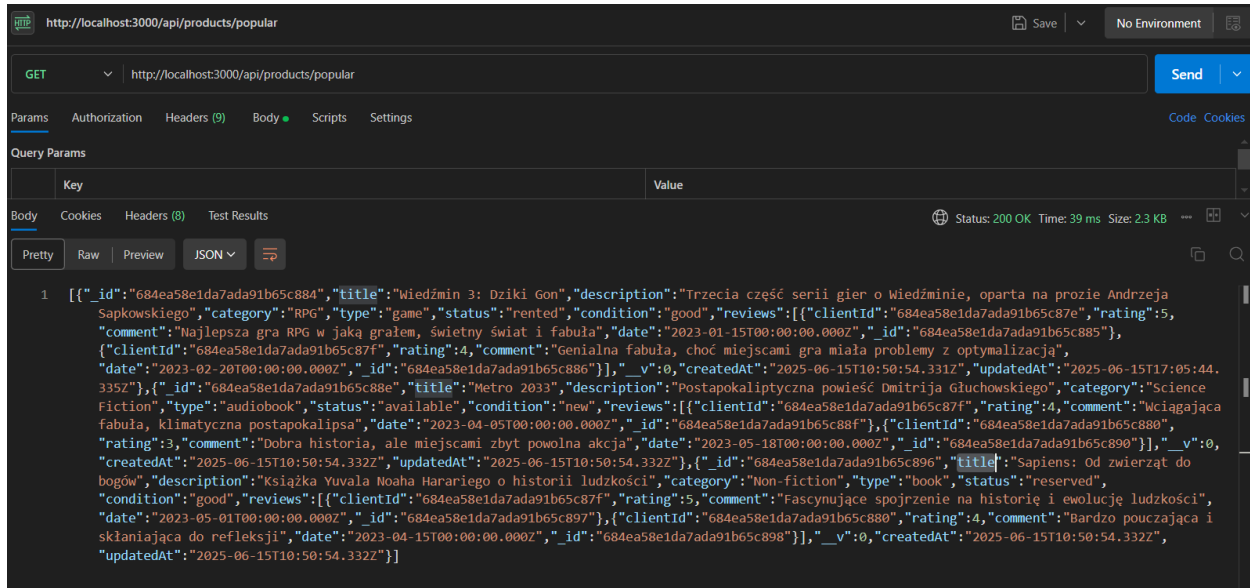 HTTP http://localhost:3000/api/products/popular Save No Environment
GET http://localhost:3000/api/products/popular Send
Params Authorization Headers (9) Body Scripts Settings Code Cookies
Query Params
Key Value
Body Cookies Headers (8) Test Results Status: 200 OK Time: 39 ms Size: 2.3 KB
Pretty Raw Preview JSON
1 [{"_id":"684ea58e1da7ada91b65c884","title":"Wiedźmin 3: Dziki Gon","description":"Trzecia część serii gier o Wiedźminie, oparta na prozie Andrzeja
Sapkowskiego","category":"RPG","type":"game","status":"rented","condition":"good","reviews":[{"clientId":"684ea58e1da7ada91b65c87e","rating":5,
"comment":"Najlepsza gra RPG w jaką grałem, świetny świat i fabuła","date":"2023-01-15T00:00:00.000Z","_id":"684ea58e1da7ada91b65c885"},
{"clientId":"684ea58e1da7ada91b65c87f","rating":4,"comment":"Genialna fabuła, choć miejscami gra miała problemy z optymalizacją",
"date":"2023-02-20T00:00:00.000Z","_id":"684ea58e1da7ada91b65c886"}],"__v":0,"createdAt":"2025-06-15T10:50:54.331Z","updatedAt":"2025-06-15T17:05:44.
335Z"},{"_id":"684ea58e1da7ada91b65c88e","title":"Metro 2033","description":"Postapokaliptyczna powieść Dmitrija Głuchowskiego","category":"Science
Fiction","type":"audiobook","status":"available","condition":"new","reviews":[{"clientId":"684ea58e1da7ada91b65c87f","rating":4,"comment":"Wciągająca
fabuła, klimatyczna postapokalipsa","date":"2023-04-05T00:00:00.000Z","_id":"684ea58e1da7ada91b65c88f"},{"clientId":"684ea58e1da7ada91b65c880",
"rating":3,"comment":"Dobra historia, ale miejscami zbyt powolna akcja","date":"2023-05-18T00:00:00.000Z","_id":"684ea58e1da7ada91b65c890"}],"__v":0,
"createdAt":"2025-06-15T10:50:54.332Z","updatedAt":"2025-06-15T10:50:54.332Z"},{"_id":"684ea58e1da7ada91b65c896","title":"Sapiens: Od zwierząt do
bogów","description":"Książka Yuvala Noaha Harariego o historii ludzkości","category":"Non-fiction","type":"book","status":"reserved",
"condition":"good","reviews":[{"clientId":"684ea58e1da7ada91b65c87f","rating":5,"comment":"Fascynujące spojrzenie na historię i ewolucję ludzkości",
"date":"2023-05-01T00:00:00.000Z","_id":"684ea58e1da7ada91b65c897"},{"clientId":"684ea58e1da7ada91b65c880","rating":4,"comment":"Bardzo pouczająca i
skłaniająca do refleksji","date":"2023-04-15T00:00:00.000Z","_id":"684ea58e1da7ada91b65c898"}],"__v":0,"createdAt":"2025-06-15T10:50:54.332Z",
"updatedAt":"2025-06-15T10:50:54.332Z"}]